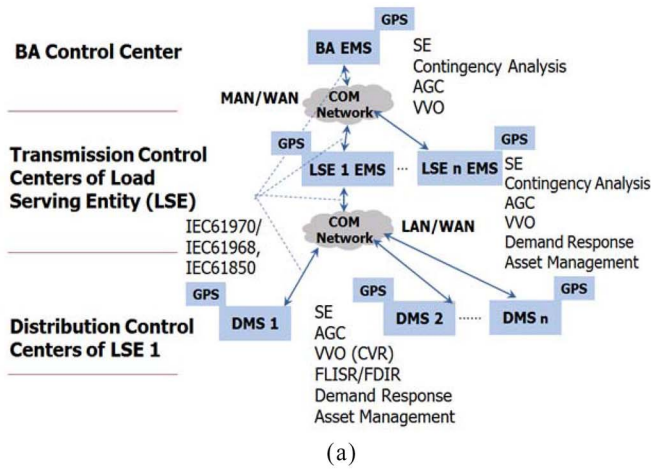 GPS
BA Control Center
BA EMS
SE
Contingency Analysis
AGC
VVO
MAN/WAN
COM
Network
GPS
GPS
Transmission Control
Centers of Load
Serving Entity (LSE)
LSE 1 EMS
...
LSE n EMS
SE
Contingency Analysis
AGC
VVO
Demand Response
Asset Management
IEC61970/
IEC61968,
IEC61850
COM
Network
LAN/WAN
GPS
GPS
GPS
Distribution Control
Centers of LSE 1
DMS 1
SE
AGC
VVO (CVR)
FLISR/FDIR
Demand Response
Asset Management
DMS 2
......
DMS n
(a)